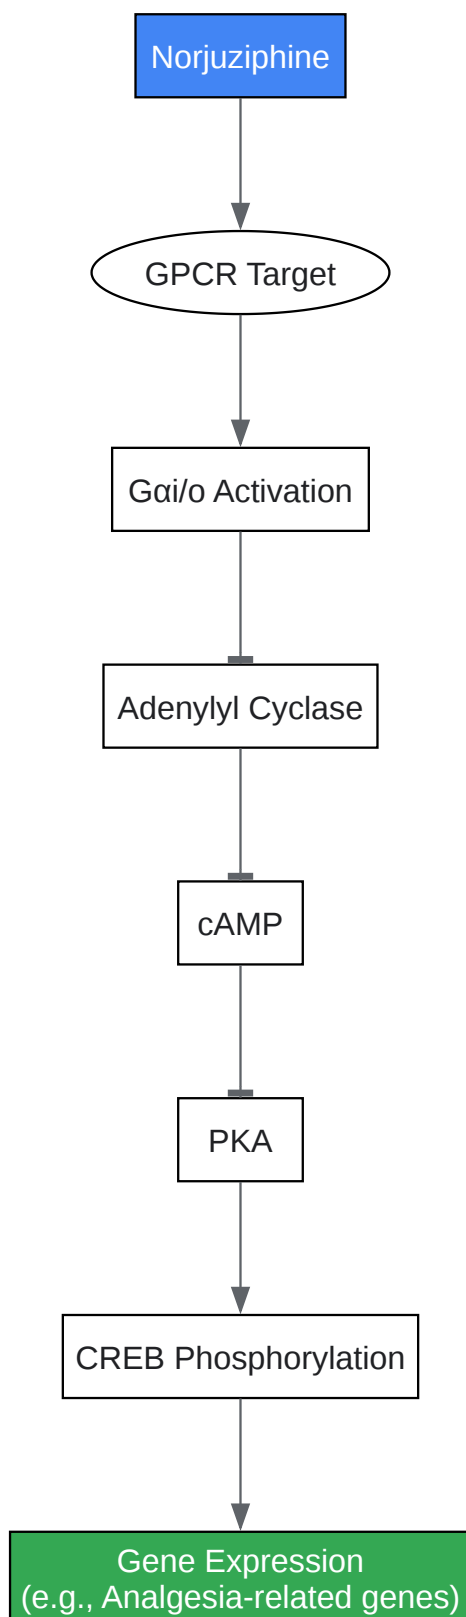 Norjuziphine
GPCR Target
Gαi/o Activation
Adenylyl Cyclase
cAMP
PKA
CREB Phosphorylation
Gene Expression
(e.g., Analgesia-related genes)